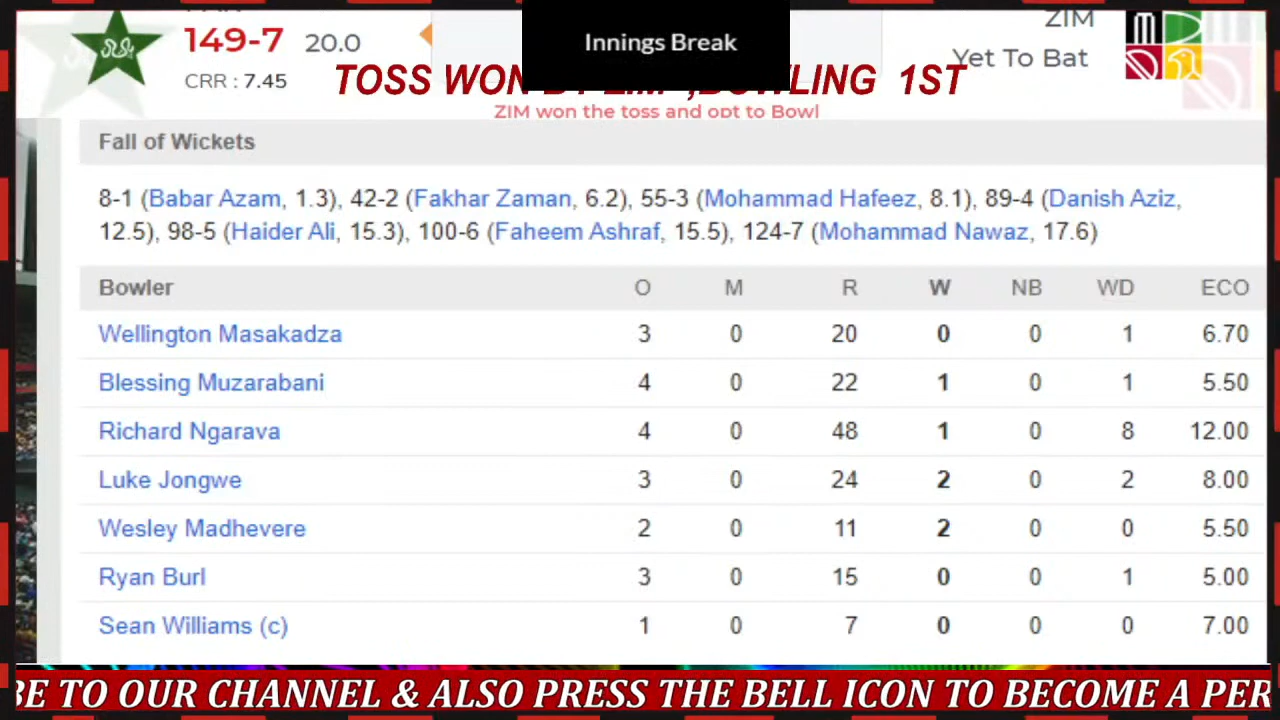 149-7 20.0
CRR : 7.45
Innings Break
ZIM
Yet To Bat
TOSS WON BY ZIM , BOWLING 1ST
ZIM won the toss and opt to Bowl
Fall of Wickets
8-1 (Babar Azam, 1.3), 42-2 (Fakhar Zaman, 6.2), 55-3 (Mohammad Hafeez, 8.1), 89-4 (Danish Aziz,
12.5), 98-5 (Haider Ali, 15.3), 100-6 (Faheem Ashraf, 15.5), 124-7 (Mohammad Nawaz, 17.6)
Bowler O M R W NB WD ECO
Wellington Masakadza 3 0 20 0 0 1 6.70
Blessing Muzarabani 4 0 22 1 0 1 5.50
Richard Ngarava 4 0 48 1 0 8 12.00
Luke Jongwe 3 0 24 2 0 2 8.00
Wesley Madhevere 2 0 11 2 0 0 5.50
Ryan Burl 3 0 15 0 0 1 5.00
Sean Williams (c) 1 0 7 0 0 0 7.00
BE TO OUR CHANNEL & ALSO PRESS THE BELL ICON TO BECOME A PER